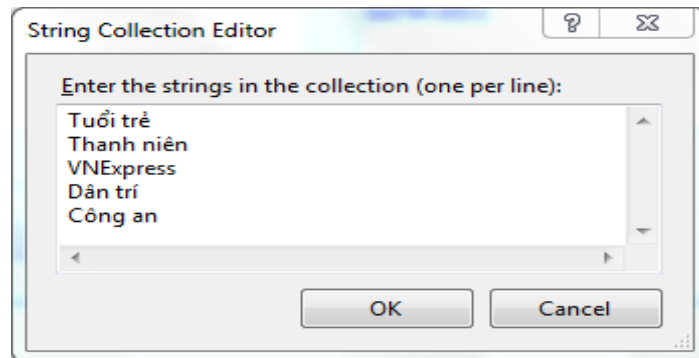 String Collection Editor
Enter the strings in the collection (one per line):
Tuổi trẻ
Thanh niên
VNExpress
Dân trí
Công an
OK
Cancel